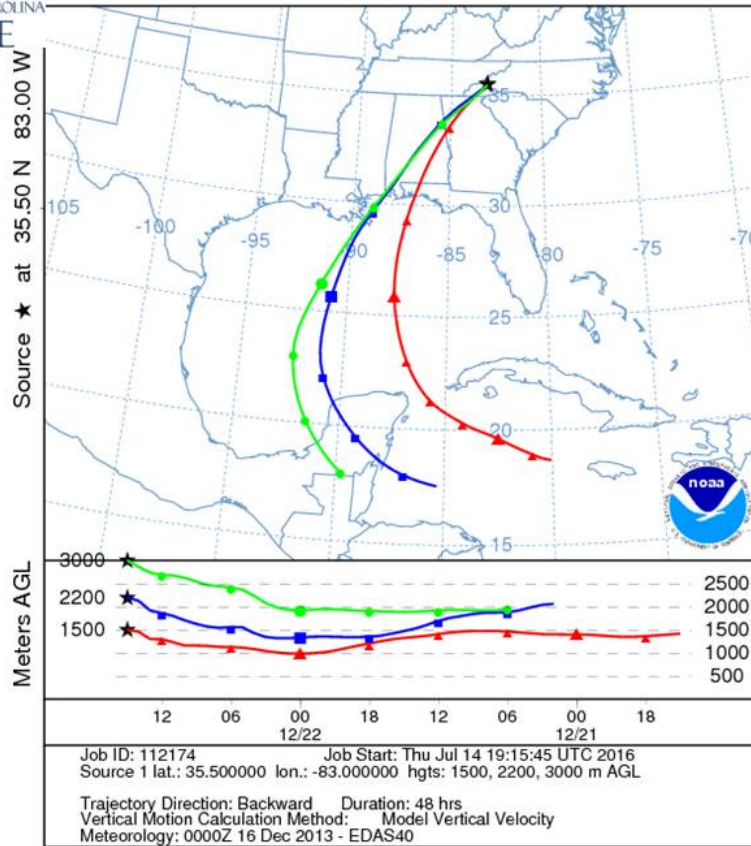 OLINA
E
Source ★ at 35.50 N 83.00 W
-105
-100
-95
-90
-85
-80
-75
-70
35
30
25
20
15
noaa
Meters AGL
3000
2200
1500
2500
2000
1500
1000
500
12 06 00 18 12 06 00 18
12/22 12/21
Job ID: 112174 Job Start: Thu Jul 14 19:15:45 UTC 2016
Source 1 lat.: 35.500000 lon.: -83.000000 hgts: 1500, 2200, 3000 m AGL
Trajectory Direction: Backward Duration: 48 hrs
Vertical Motion Calculation Method: Model Vertical Velocity
Meteorology: 0000Z 16 Dec 2013 - EDAS40